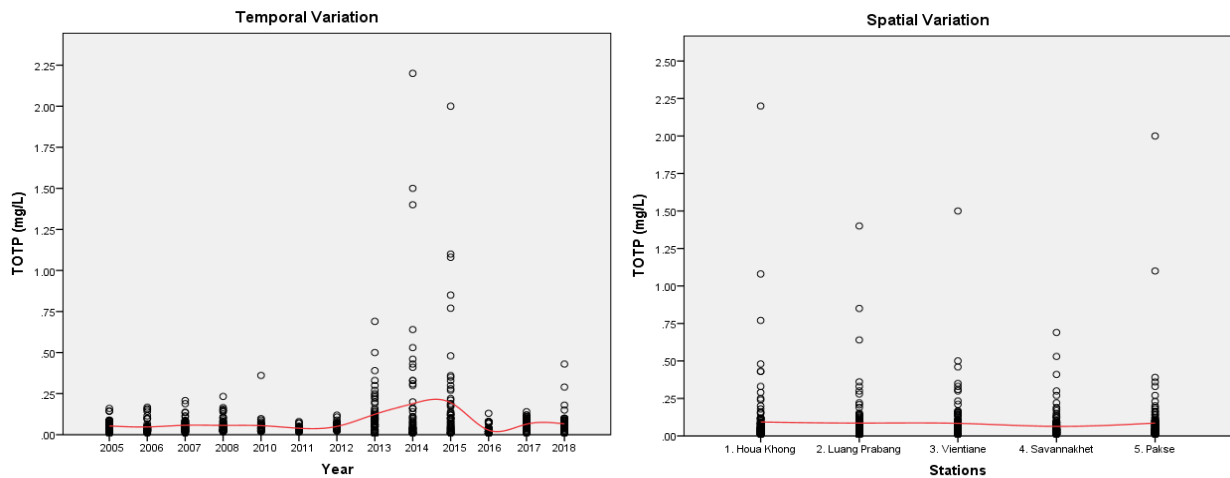 Temporal Variation
TOTP (mg/L)
2.25
2.00
1.75
1.50
1.25
1.00
.75
.50
.25
.00
2005 2006 2007 2008 2010 2011 2012 2013 2014 2015 2016 2017 2018
Year
Spatial Variation
TOTP (mg/L)
2.50
2.25
2.00
1.75
1.50
1.25
1.00
.75
.50
.25
.00
1. Houa Khong 2. Luang Prabang 3. Vientiane 4. Savannakhet 5. Pakse
Stations